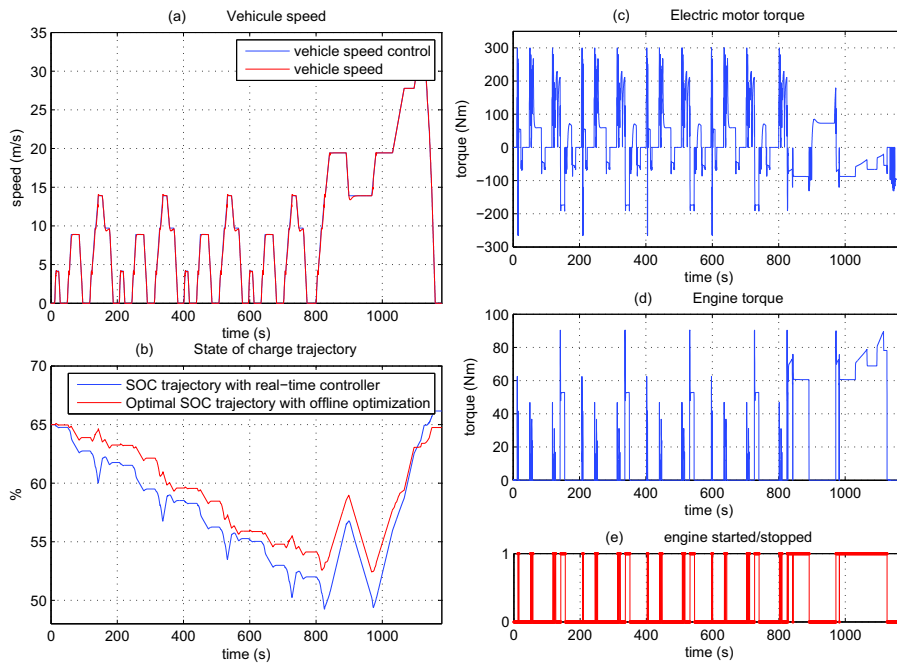 (a) Vehicule speed
35
30
25
20
15
10
5
0
speed (m/s)
vehicle speed control
vehicle speed
0 200 400 600 800 1000
time (s)
(b) State of charge trajectory
70
65
60
55
50
%
SOC trajectory with real−time controller
Optimal SOC trajectory with offline optimization
0 200 400 600 800 1000
time (s)
(c) Electric motor torque
300
200
100
0
−100
−200
−300
torque (Nm)
0 200 400 600 800 1000
time (s)
(d) Engine torque
100
80
60
40
20
0
torque (Nm)
0 200 400 600 800 1000
time (s)
(e) engine started/stopped
1
0
0 200 400 600 800 1000
time (s)